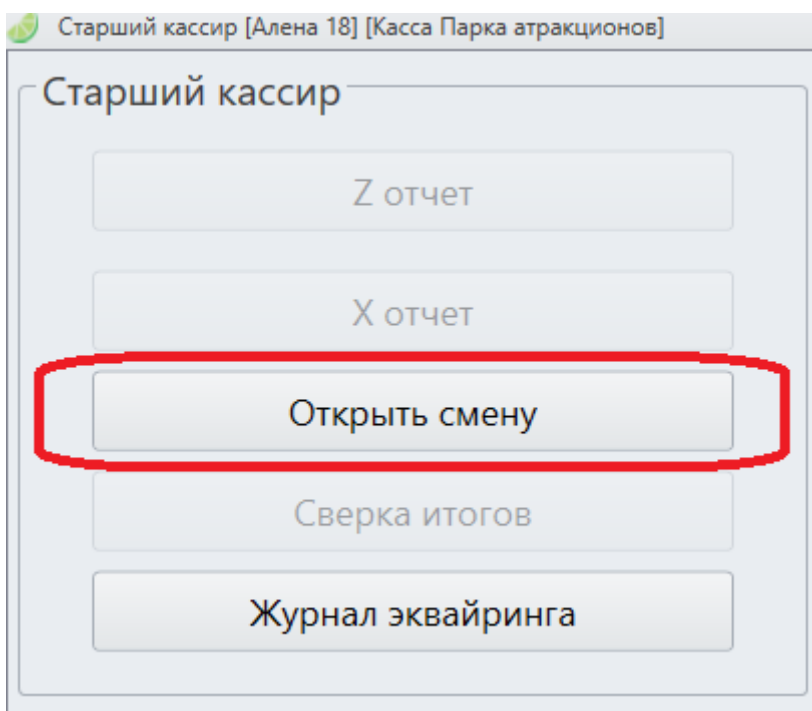 Старший кассир [Алена 18] [Касса Парка атракционов]
Старший кассир
Z отчет
X отчет
Открыть смену
Сверка итогов
Журнал эквайринга